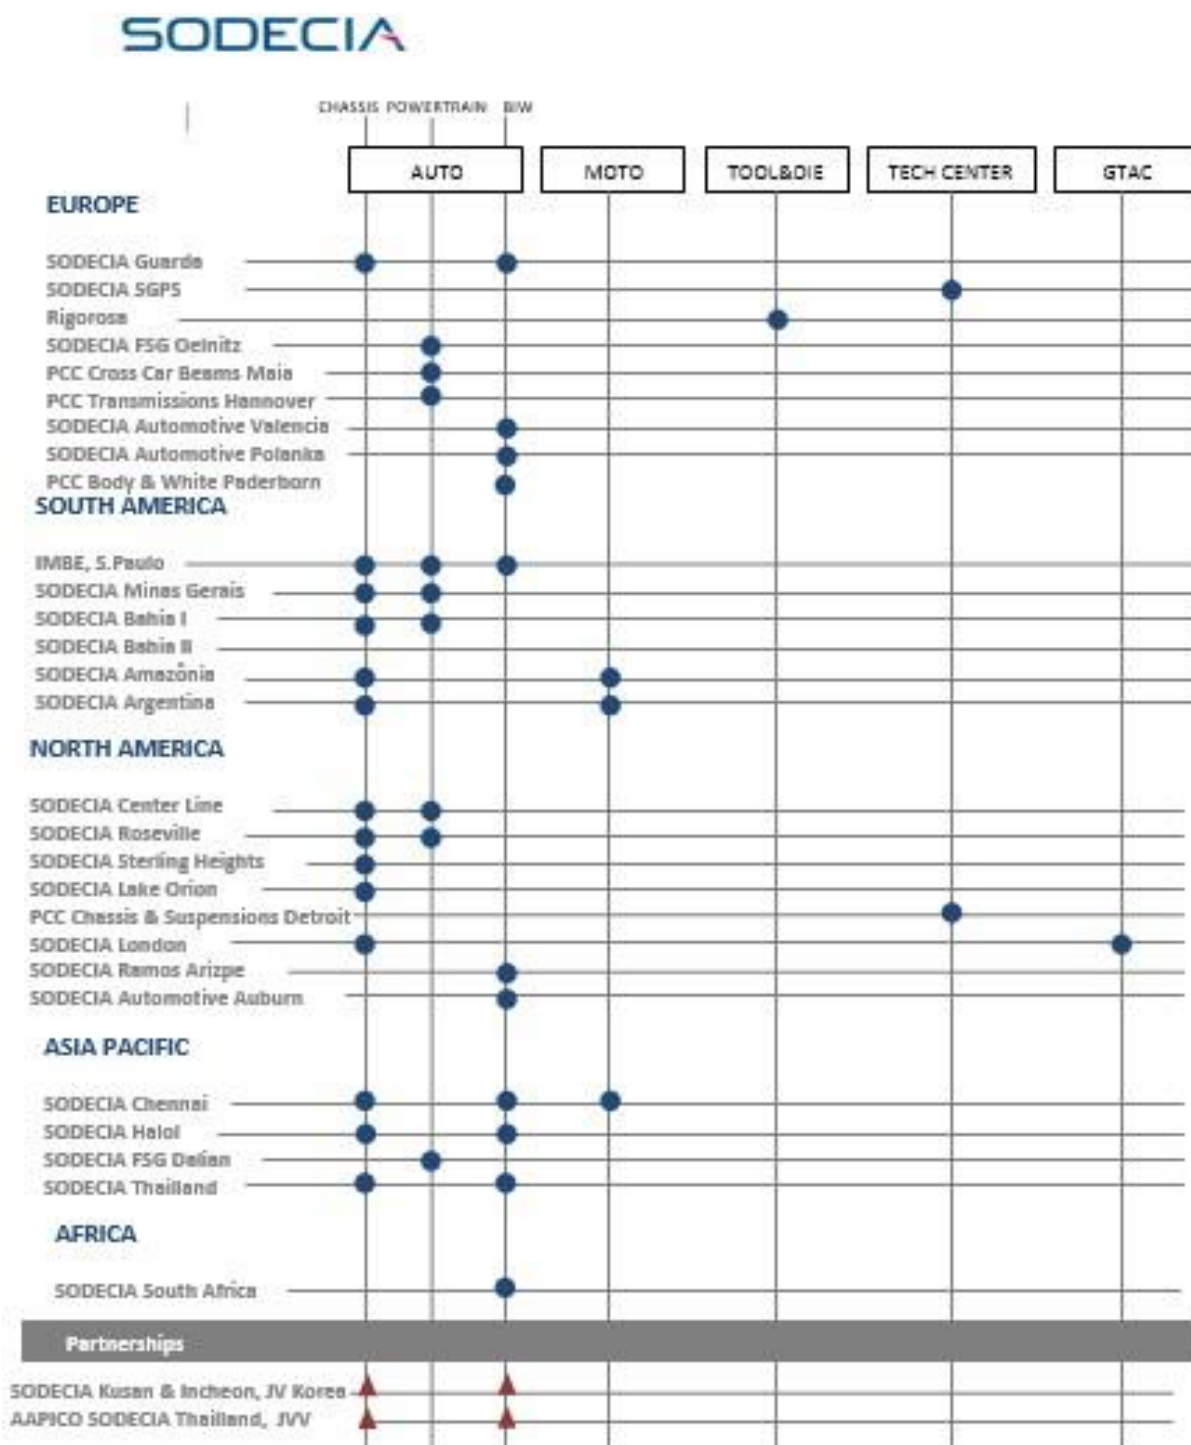 SODECIA
CHASSIS POWERTRAIN BIW
AUTO MOTO TOOL&DIE TECH CENTER GTAC
EUROPE
SODECIA Guarda
SODECIA SGPS
Rigorosa
SODECIA FSG Oelnitz
PCC Cross Car Beams Maia
PCC Transmissions Hannover
SODECIA Automotive Valencia
SODECIA Automotive Polanka
PCC Body & White Paderborn
SOUTH AMERICA
IMBE, S.Paulo
SODECIA Minas Gerais
SODECIA Bahia I
SODECIA Bahia II
SODECIA Amazônia
SODECIA Argentina
NORTH AMERICA
SODECIA Center Line
SODECIA Roseville
SODECIA Sterling Heights
SODECIA Lake Orion
PCC Chassis & Suspensions Detroit
SODECIA London
SODECIA Ramos Arizpe
SODECIA Automotive Auburn
ASIA PACIFIC
SODECIA Chennai
SODECIA Halol
SODECIA FSG Dalian
SODECIA Thailand
AFRICA
SODECIA South Africa
Partnerships
SODECIA Kusan & Incheon, JV Korea
AAPICO SODECIA Thailand, JVV